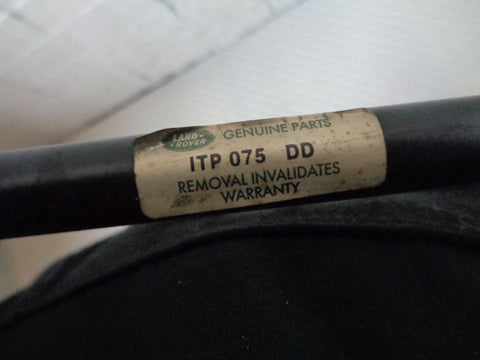 LAND-
ROVER
GENUINE PARTS
ITP 075 DD
REMOVAL INVALIDATES
WARRANTY